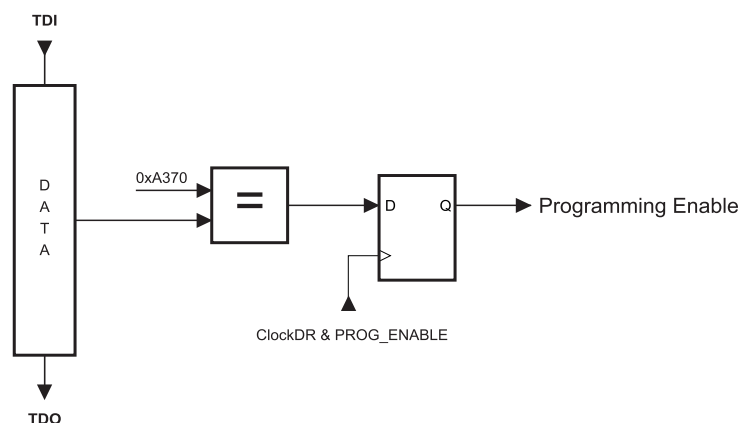 TDI
0xA370
D
A
T
A
=
D
Q
Programming Enable
ClockDR & PROG_ENABLE
TDO